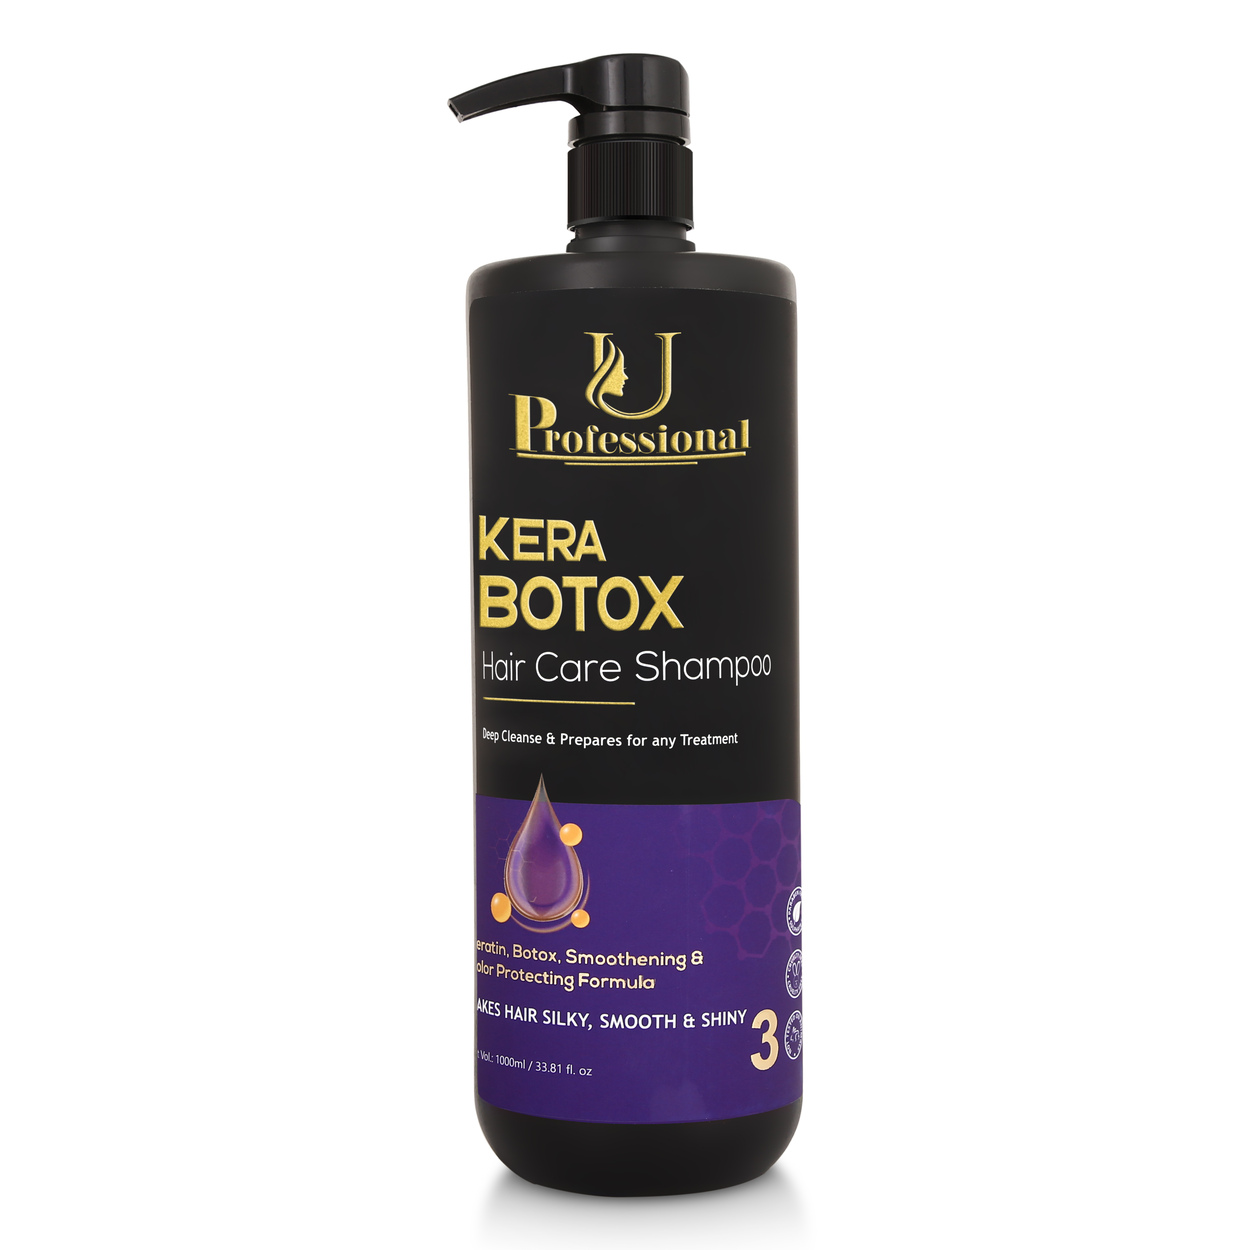 U
Professional
KERA
BOTOX
Hair Care Shampoo
Deep Cleanse & Prepares for any Treatment
eratin, Botox, Smoothening &
olor Protecting Formula
AKES HAIR SILKY, SMOOTH & SHINY
3
Vol.: 1000ml / 33.81 fl. oz